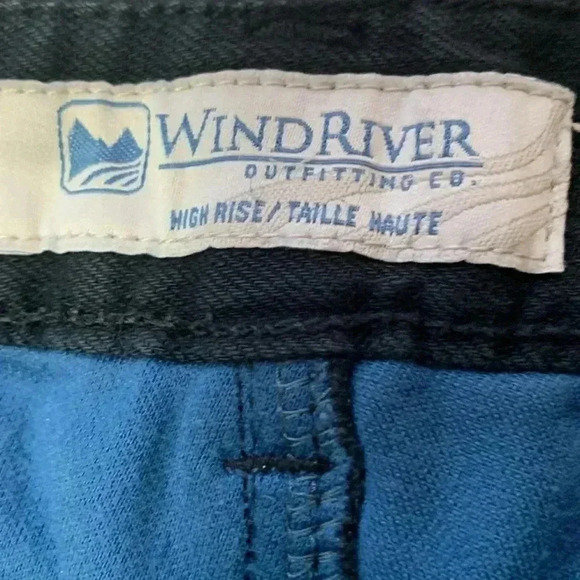 WINDRIVER
OUTFITTING CO.
HIGH RISE/TAILLE HAUTE